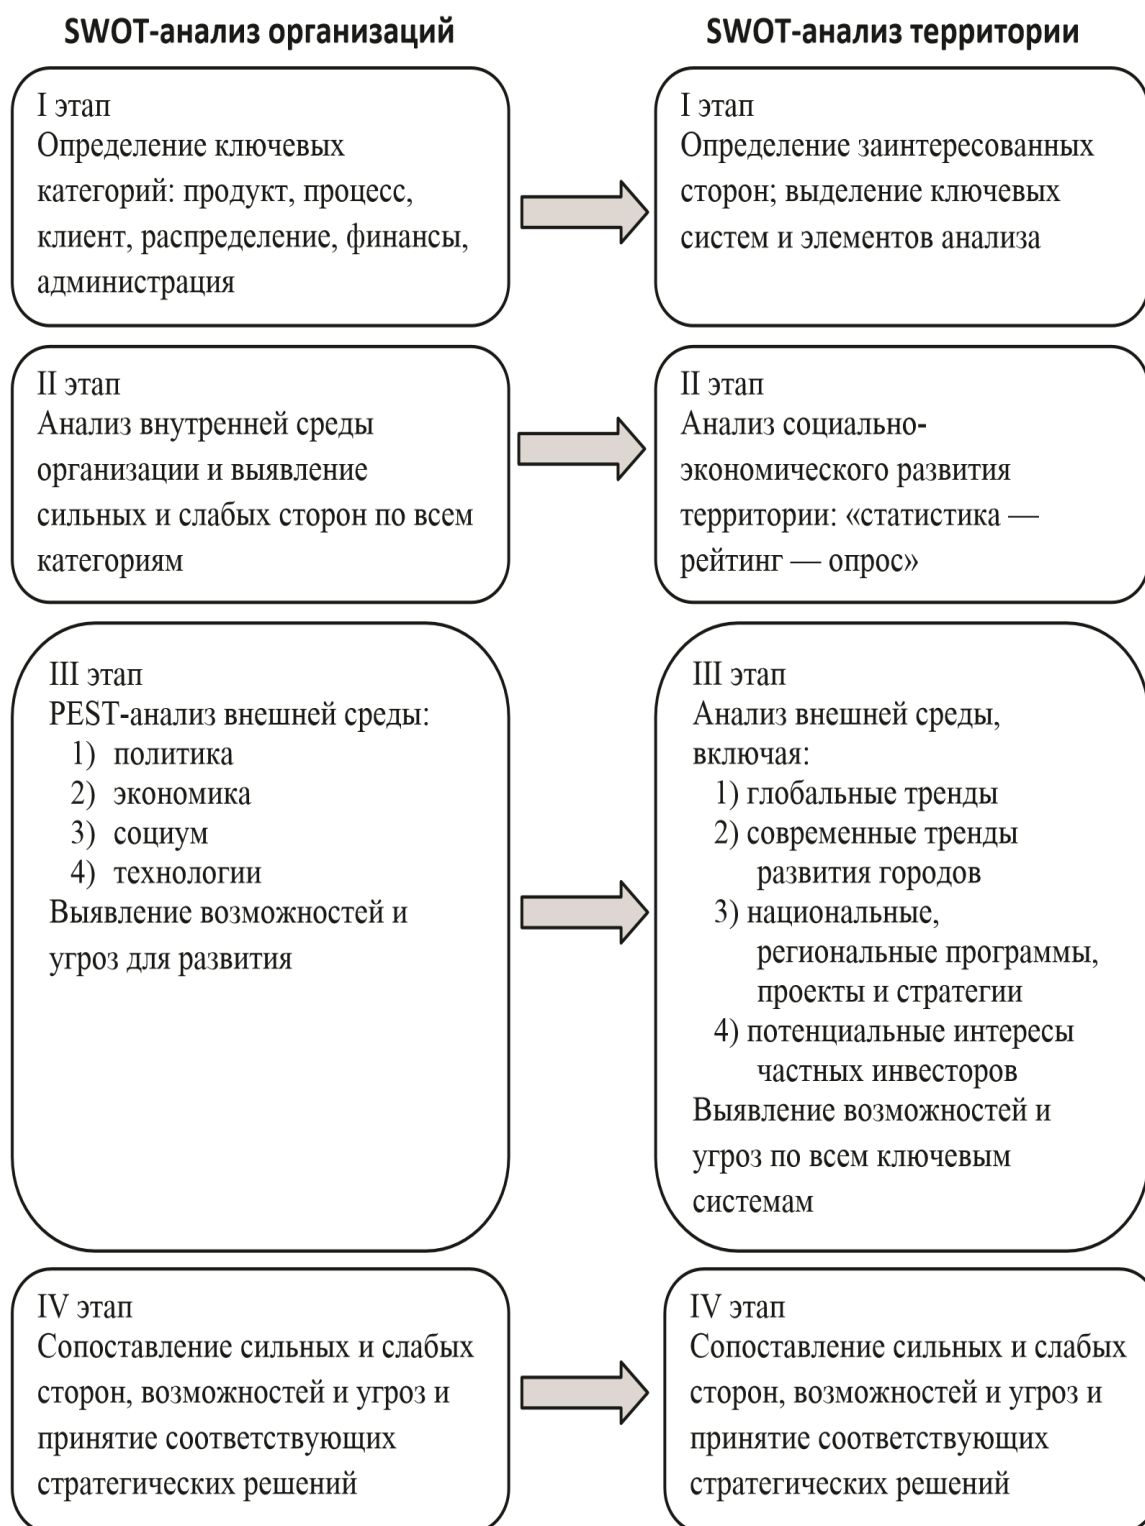 SWOT-анализ организаций
I этап
Определение ключевых
категорий: продукт, процесс,
клиент, распределение, финансы,
администрация
II этап
Анализ внутренней среды
организации и выявление
сильных и слабых сторон по всем
категориям
III этап
PEST-анализ внешней среды:
1) политика
2) экономика
3) социум
4) технологии
Выявление возможностей и
угроз для развития
IV этап
Сопоставление сильных и слабых
сторон, возможностей и угроз и
принятие соответствующих
стратегических решений
SWOT-анализ территории
I этап
Определение заинтересованных
сторон; выделение ключевых
систем и элементов анализа
II этап
Анализ социально-
экономического развития
территории: «статистика —
рейтинг — опрос»
III этап
Анализ внешней среды,
включая:
1) глобальные тренды
2) современные тренды
развития городов
3) национальные,
региональные программы,
проекты и стратегии
4) потенциальные интересы
частных инвесторов
Выявление возможностей и
угроз по всем ключевым
системам
IV этап
Сопоставление сильных и слабых
сторон, возможностей и угроз и
принятие соответствующих
стратегических решений